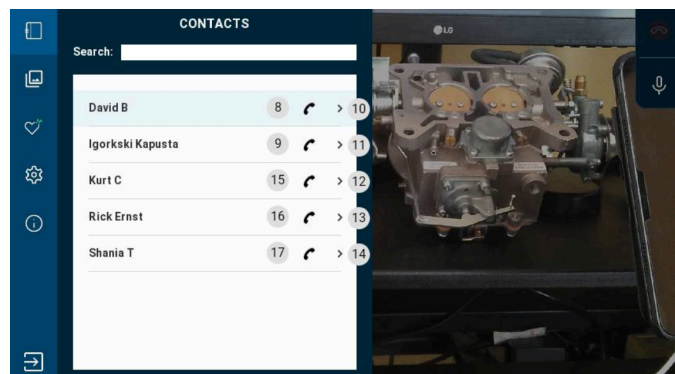 CONTACTS
Search:
David B 8 10
Igorkski Kapusta 9 11
Kurt C 15 12
Rick Ernst 16 13
Shania T 17 14
LG